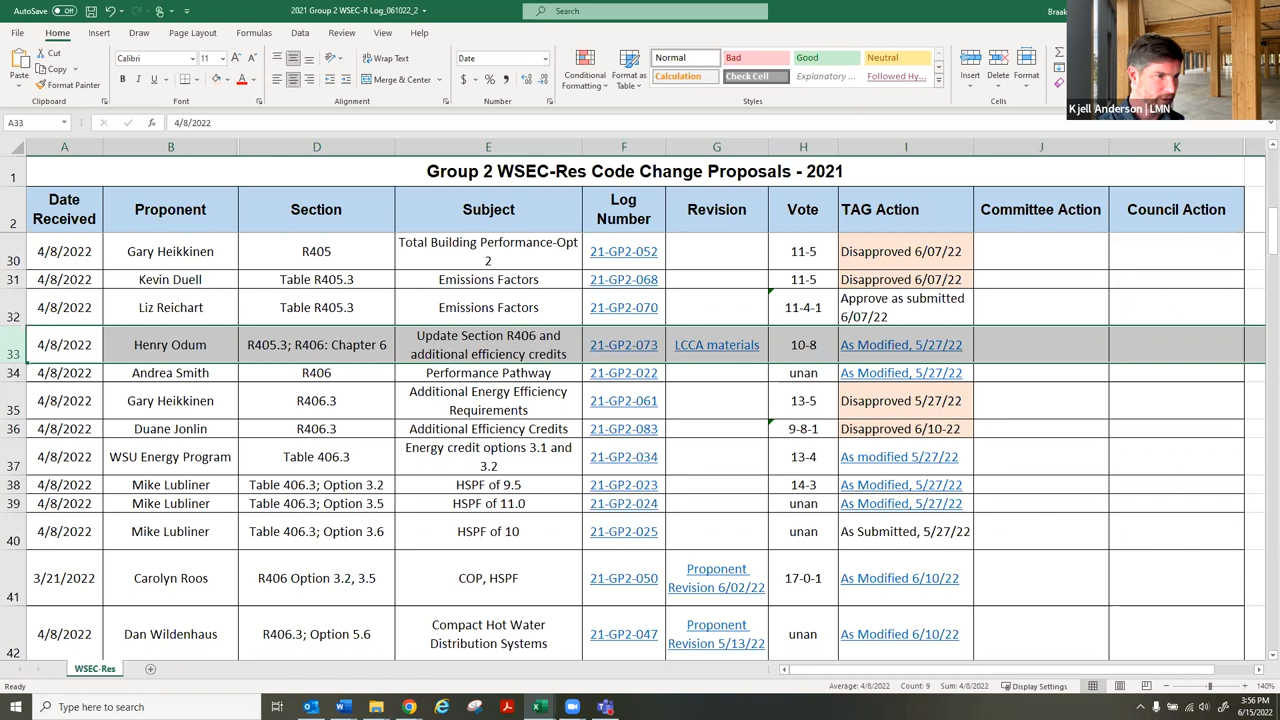 AutoSave Off 2021 Group 2 WSEC-R Log_061022_2 Search Braak
File Home Insert Draw Page Layout Formulas Data Review View Help
Kjell Anderson | LMN
Paste Cut Copy Format Painter
Calibri 11
Wrap Text
Merge & Center
Date
Conditional Formatting Format as Table
Normal Bad Good Neutral
Calculation Check Cell Explanatory ... Followed Hy...
Insert Delete Format
Clipboard Font Alignment Number Styles Cells
A33 4/8/2022
A B D E F G H I J K
1 Group 2 WSEC-Res Code Change Proposals - 2021
2 Date Received Proponent Section Subject Log Number Revision Vote TAG Action Committee Action Council Action
30 4/8/2022 Gary Heikkinen R405 Total Building Performance-Opt 2 21-GP2-052 11-5 Disapproved 6/07/22
31 4/8/2022 Kevin Duell Table R405.3 Emissions Factors 21-GP2-068 11-5 Disapproved 6/07/22
32 4/8/2022 Liz Reichart Table R405.3 Emissions Factors 21-GP2-070 11-4-1 Approve as submitted 6/07/22
33 4/8/2022 Henry Odum R405.3; R406: Chapter 6 Update Section R406 and additional efficiency credits 21-GP2-073 LCCA materials 10-8 As Modified, 5/27/22
34 4/8/2022 Andrea Smith R406 Performance Pathway 21-GP2-022 unan As Modified, 5/27/22
35 4/8/2022 Gary Heikkinen R406.3 Additional Energy Efficiency Requirements 21-GP2-061 13-5 Disapproved 5/27/22
36 4/8/2022 Duane Jonlin R406.3 Additional Efficiency Credits 21-GP2-083 9-8-1 Disapproved 6/10-22
37 4/8/2022 WSU Energy Program Table 406.3 Energy credit options 3.1 and 3.2 21-GP2-034 13-4 As modified 5/27/22
38 4/8/2022 Mike Lubliner Table 406.3; Option 3.2 HSPF of 9.5 21-GP2-023 14-3 As Modified, 5/27/22
39 4/8/2022 Mike Lubliner Table 406.3; Option 3.5 HSPF of 11.0 21-GP2-024 unan As Modified, 5/27/22
40 4/8/2022 Mike Lubliner Table 406.3; Option 3.6 HSPF of 10 21-GP2-025 unan As Submitted, 5/27/22
41 3/21/2022 Carolyn Roos R406 Option 3.2, 3.5 COP, HSPF 21-GP2-050 Proponent Revision 6/02/22 17-0-1 As Modified 6/10/22
42 4/8/2022 Dan Wildenhaus R406.3; Option 5.6 Compact Hot Water Distribution Systems 21-GP2-047 Proponent Revision 5/13/22 unan As Modified 6/10/22
WSEC-Res
Ready Average: 4/8/2022 Count: 9 Sum: 4/8/2022 Display Settings 140%
Type here to search 3:56 PM
6/15/2022